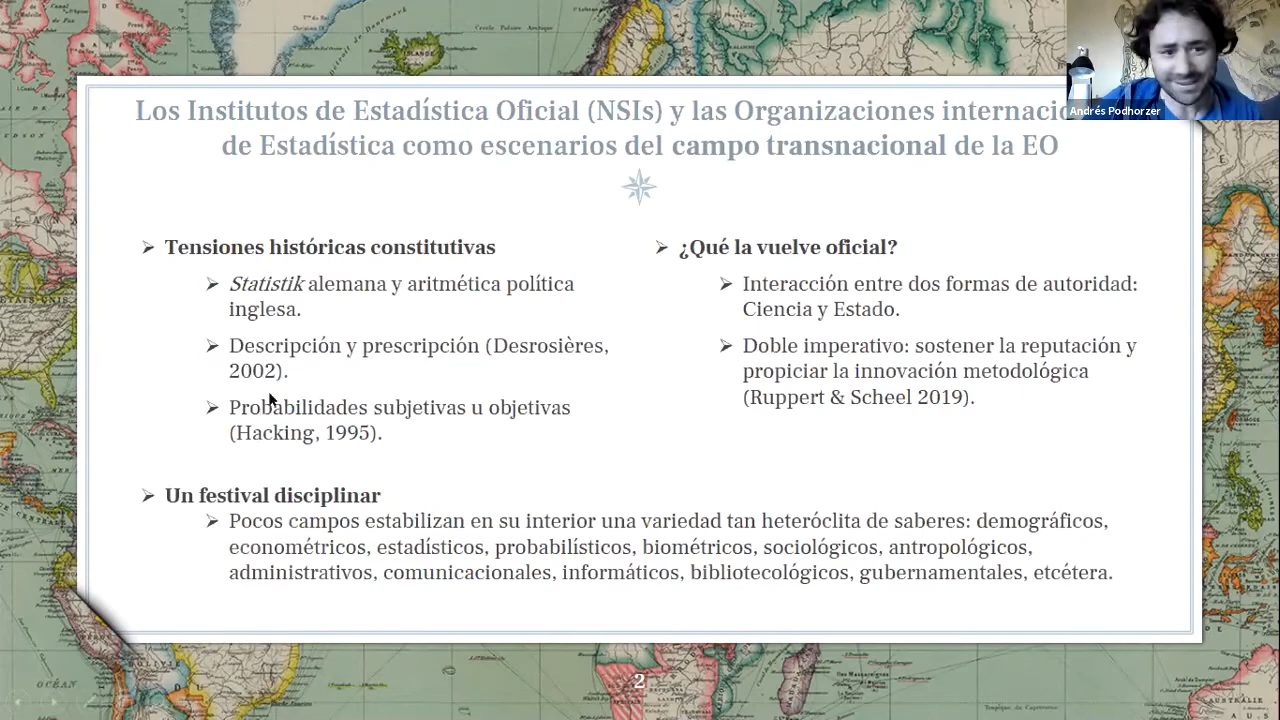 Los Institutos de Estadística Oficial (NSIs) y las Organizaciones
de Estadística como escenarios del campo transnacional de la EO
Andrés Podhorzer
➢ Tensiones históricas constitutivas
➢ Statistik alemana y aritmética política
inglesa.
➢ Descripción y prescripción (Desrosières,
2002).
➢ Probabilidades subjetivas u objetivas
(Hacking, 1995).
➢ ¿Qué la vuelve oficial?
➢ Interacción entre dos formas de autoridad:
Ciencia y Estado.
➢ Doble imperativo: sostener la reputación y
propiciar la innovación metodológica
(Ruppert & Scheel 2019).
➢ Un festival disciplinar
➢ Pocos campos estabilizan en su interior una variedad tan heteróclita de saberes: demográficos,
econométricos, estadísticos, probabilísticos, biométricos, sociológicos, antropológicos,
administrativos, comunicacionales, informáticos, bibliotecológicos, gubernamentales, etcétera.
2
OCÉAN